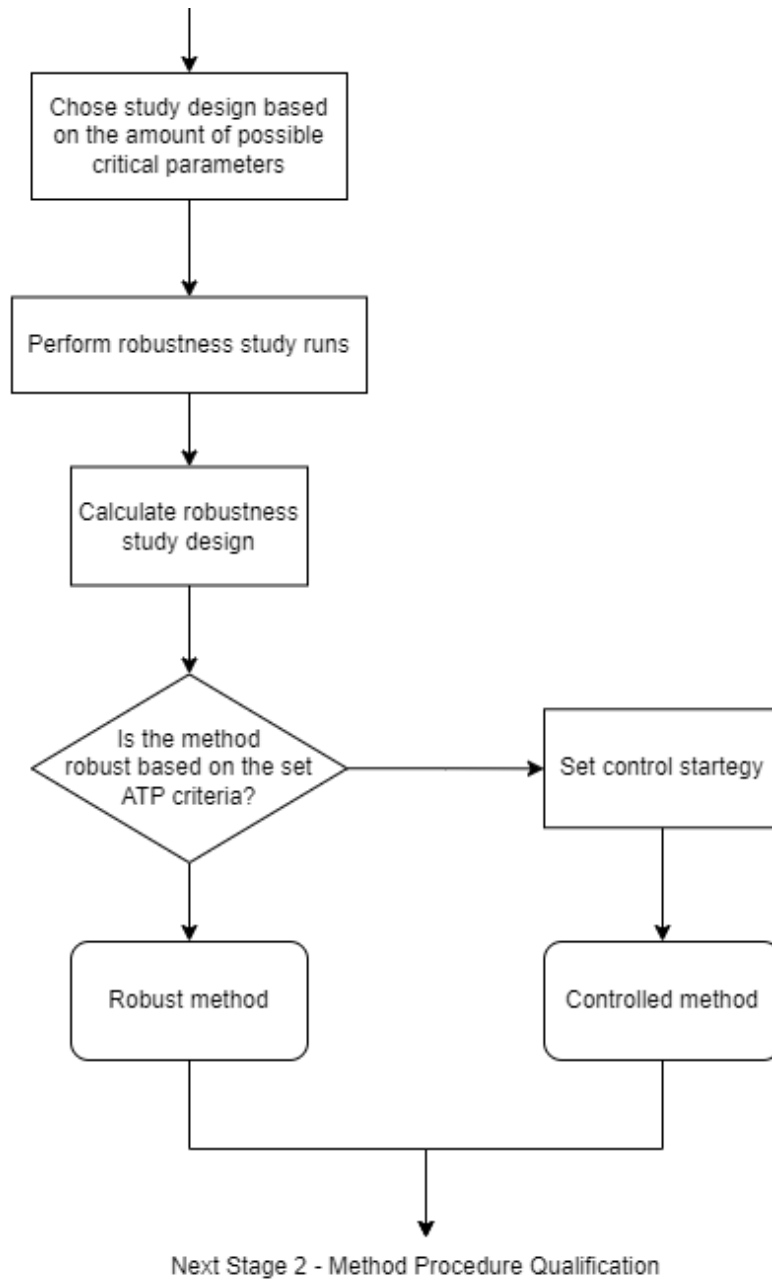 Chose study design based
on the amount of possible
critical parameters
Perform robustness study runs
Calculate robustness
study design
Is the method
robust based on the set
ATP criteria?
Set control startegy
Robust method
Controlled method
Next Stage 2 - Method Procedure Qualification